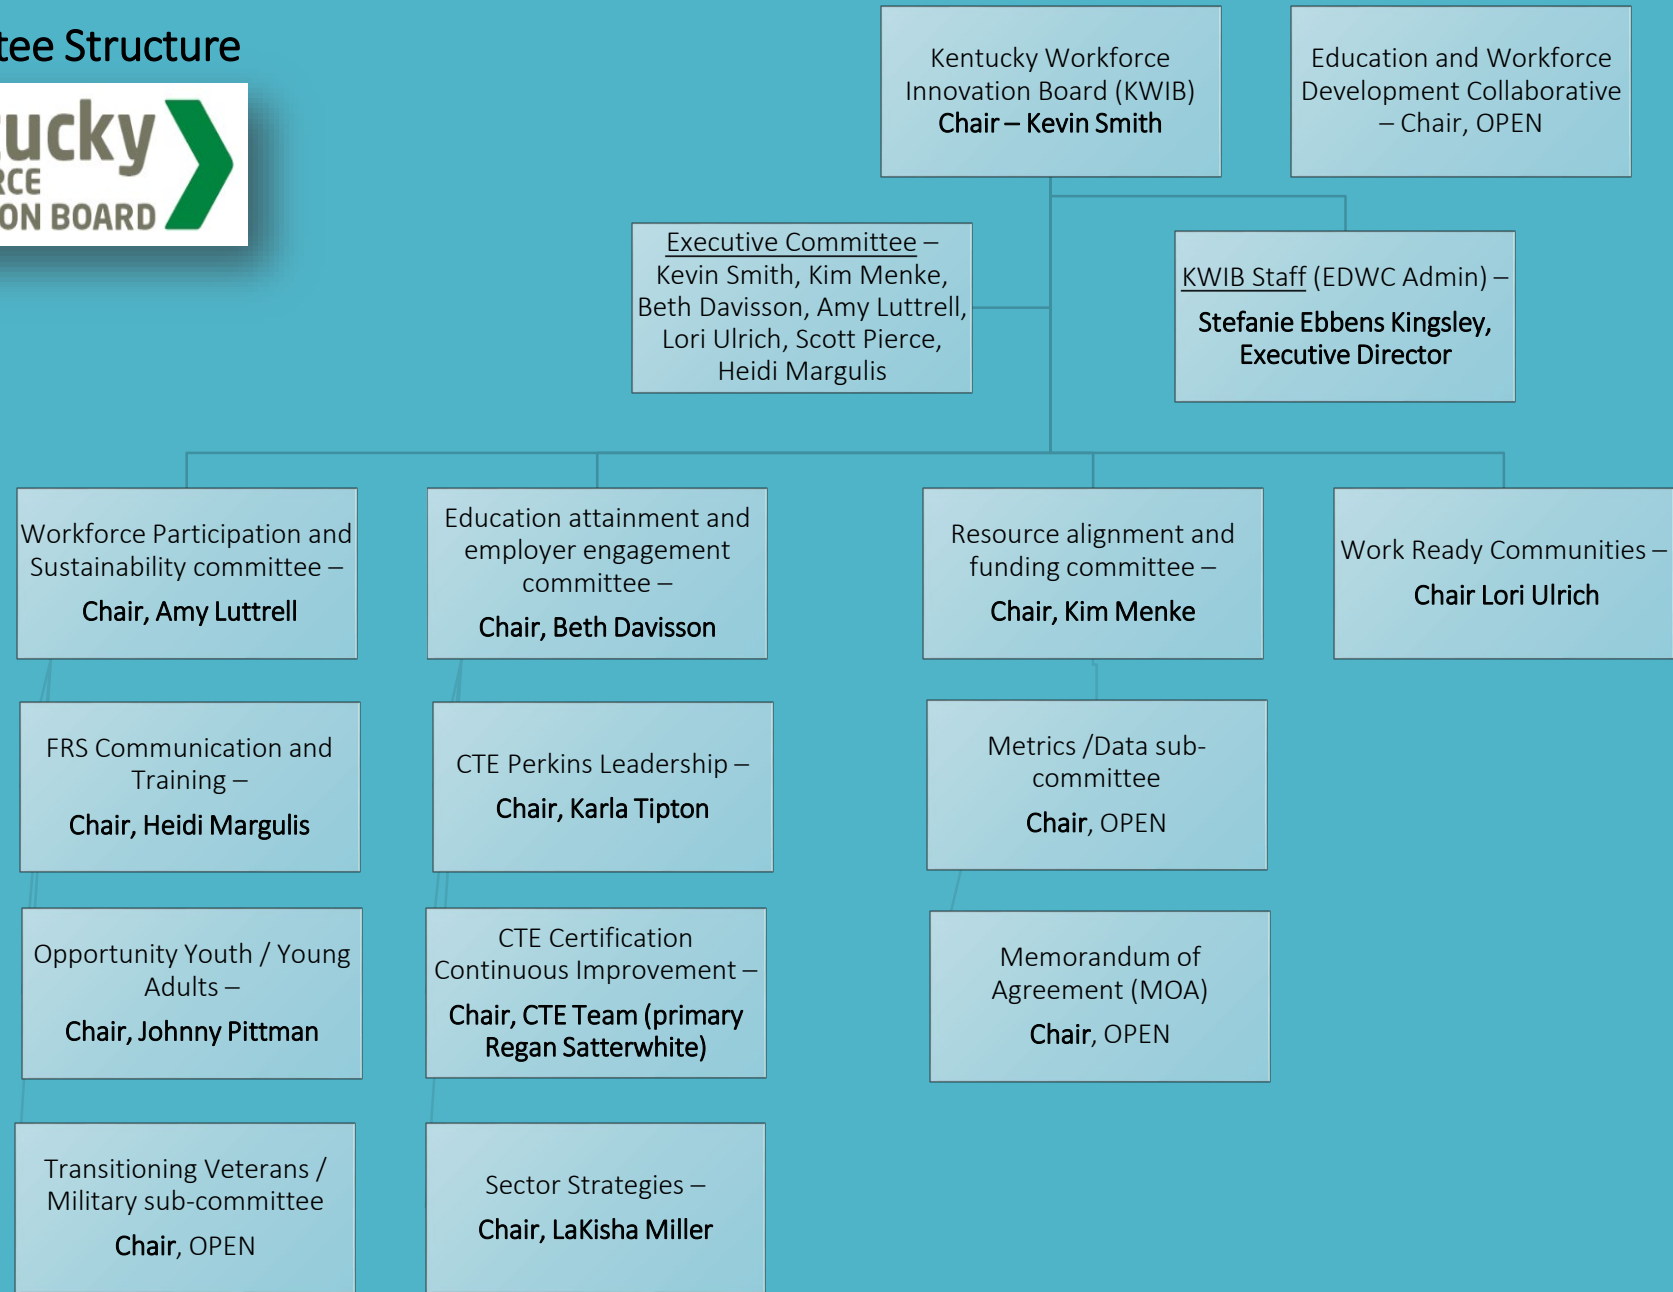 tee Structure
tucky
RCE
ON BOARD
Kentucky Workforce
Innovation Board (KWIB)
Chair – Kevin Smith
Education and Workforce
Development Collaborative
– Chair, OPEN
Executive Committee –
Kevin Smith, Kim Menke,
Beth Davisson, Amy Luttrell,
Lori Ulrich, Scott Pierce,
Heidi Margulis
KWIB Staff (EDWC Admin) –
Stefanie Ebbens Kingsley,
Executive Director
Workforce Participation and
Sustainability committee –
Chair, Amy Luttrell
Education attainment and
employer engagement
committee –
Chair, Beth Davisson
Resource alignment and
funding committee –
Chair, Kim Menke
Work Ready Communities –
Chair Lori Ulrich
FRS Communication and
Training –
Chair, Heidi Margulis
CTE Perkins Leadership –
Chair, Karla Tipton
Metrics /Data sub-
committee
Chair, OPEN
Opportunity Youth / Young
Adults –
Chair, Johnny Pittman
CTE Certification
Continuous Improvement –
Chair, CTE Team (primary
Regan Satterwhite)
Memorandum of
Agreement (MOA)
Chair, OPEN
Transitioning Veterans /
Military sub-committee
Chair, OPEN
Sector Strategies –
Chair, LaKisha Miller